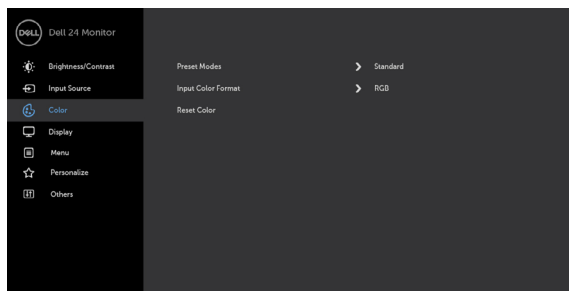 DELL Dell 24 Monitor
Brightness/Contrast Preset Modes Standard
Input Source Input Color Format RGB
Color Reset Color
Display
Menu
Personalize
Others